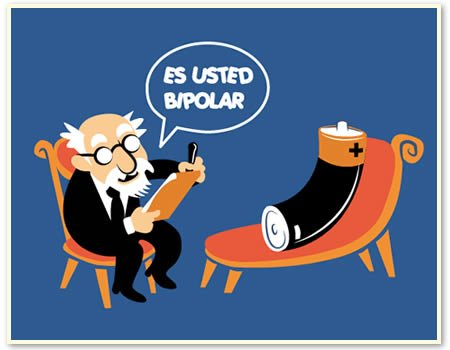 ES USTED
BIPOLAR
+